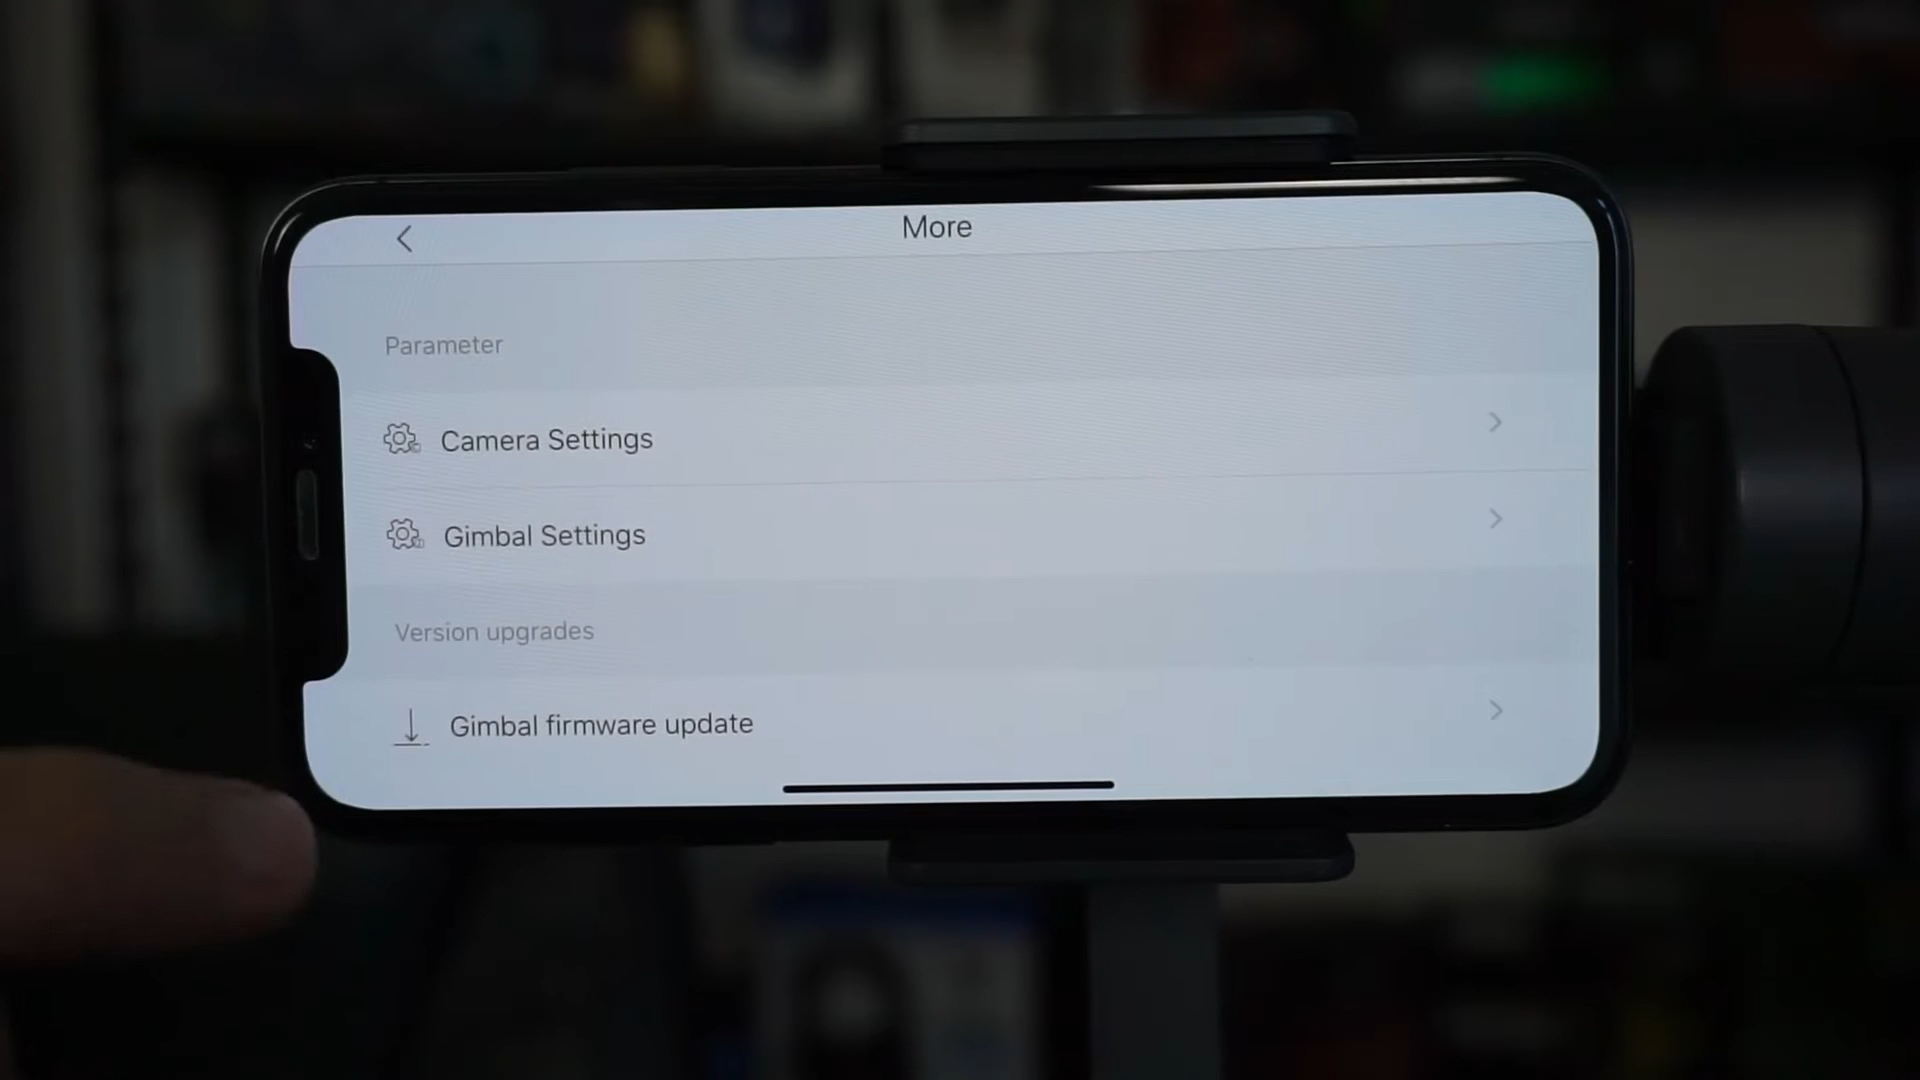 More
Parameter
Camera Settings
Gimbal Settings
Version upgrades
Gimbal firmware update